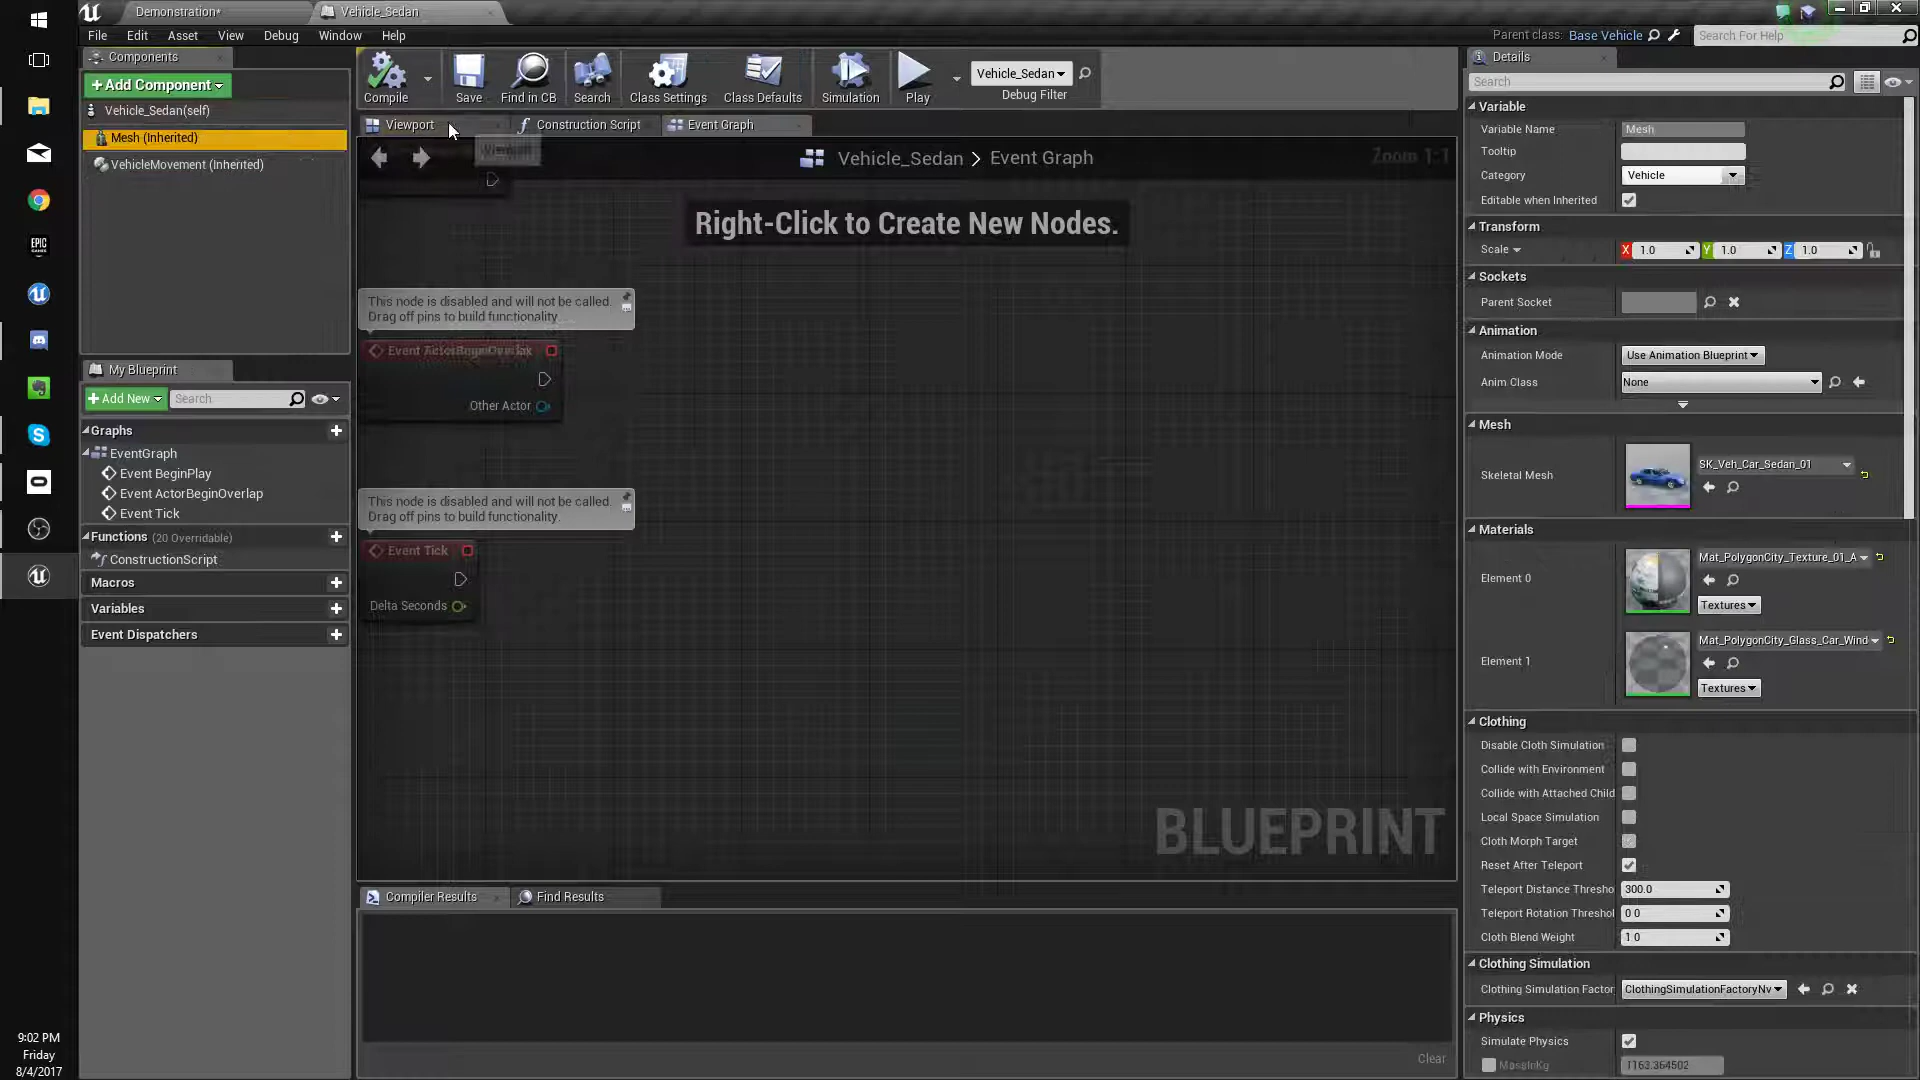 Demonstration*
Vehicle_Sedan
File
Edit
Asset
View
Debug
Window
Help
Parent class: Base Vehicle
Search For Help
Components
+Add Component
Vehicle_Sedan(self)
Mesh (Inherited)
VehicleMovement (Inherited)
Compile
Save
Find in CB
Search
Class Settings
Class Defaults
Simulation
Play
Vehicle_Sedan
Debug Filter
Viewport
Construction Script
Event Graph
Vehicle_Sedan > Event Graph
Zoom 1:1
Right-Click to Create New Nodes.
This node is disabled and will not be called.
Drag off pins to build functionality.
Event ActorBeginOverlap
Other Actor
This node is disabled and will not be called.
Drag off pins to build functionality.
Event Tick
Delta Seconds
BLUEPRINT
My Blueprint
+Add New
Search
Graphs
EventGraph
Event BeginPlay
Event ActorBeginOverlap
Event Tick
Functions (20 Overridable)
ConstructionScript
Macros
Variables
Event Dispatchers
Compiler Results
Find Results
Clear
Details
Search
Variable
Variable Name
Mesh
Tooltip
Category
Vehicle
Editable when Inherited
Transform
Scale
X 1.0
Y 1.0
Z 1.0
Sockets
Parent Socket
Animation
Animation Mode
Use Animation Blueprint
Anim Class
None
Mesh
Skeletal Mesh
SK_Veh_Car_Sedan_01
Materials
Element 0
Mat_PolygonCity_Texture_01_A
Textures
Element 1
Mat_PolygonCity_Glass_Car_Wind
Textures
Clothing
Disable Cloth Simulation
Collide with Environment
Collide with Attached Child
Local Space Simulation
Cloth Morph Target
Reset After Teleport
Teleport Distance Thresho
300.0
Teleport Rotation Threshol
0.0
Cloth Blend Weight
1.0
Clothing Simulation
Clothing Simulation Factor
ClothingSimulationFactoryNv
Physics
Simulate Physics
MassInKg
1163.364502
EPIC
GAMES
9:02 PM
Friday
8/4/2017